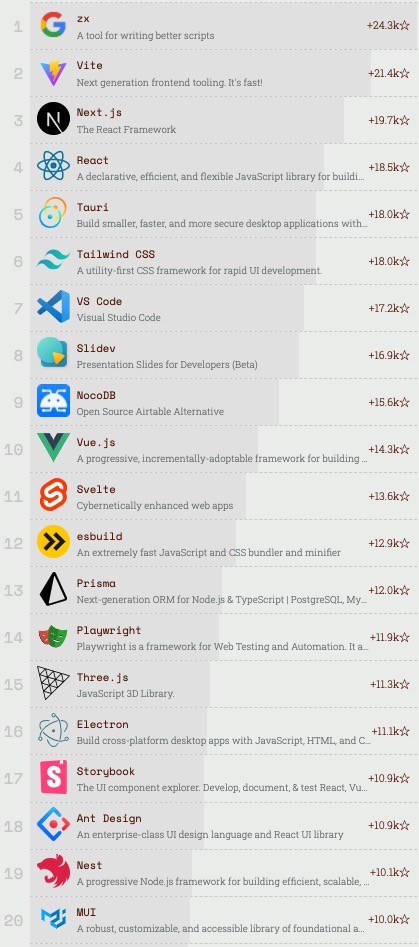 1
zx
+24.3k☆
A tool for writing better scripts
2
Vite
+21.4k☆
Next generation frontend tooling. It's fast!
3
Next.js
+19.7k☆
The React Framework
4
React
+18.5k☆
A declarative, efficient, and flexible JavaScript library for buildi...
5
Tauri
+18.0k☆
Build smaller, faster, and more secure desktop applications with...
6
Tailwind CSS
+18.0k☆
A utility-first CSS framework for rapid UI development.
7
VS Code
+17.2k☆
Visual Studio Code
8
Slidev
+16.9k☆
Presentation Slides for Developers (Beta)
9
NocoDB
+15.6k☆
Open Source Airtable Alternative
10
Vue.js
+14.3k☆
A progressive, incrementally-adoptable framework for building ...
11
Svelte
+13.6k☆
Cybernetically enhanced web apps
12
esbuild
+12.9k☆
An extremely fast JavaScript and CSS bundler and minifier
13
Prisma
+12.0k☆
Next-generation ORM for Node.js & TypeScript | PostgreSQL, My...
14
Playwright
+11.9k☆
Playwright is a framework for Web Testing and Automation. It a...
15
Three.js
+11.3k☆
JavaScript 3D Library.
16
Electron
+11.1k☆
Build cross-platform desktop apps with JavaScript, HTML, and C...
17
Storybook
+10.9k☆
The UI component explorer. Develop, document, & test React, Vu...
18
Ant Design
+10.9k☆
An enterprise-class UI design language and React UI library
19
Nest
+10.1k☆
A progressive Node.js framework for building efficient, scalable, ...
20
MUI
+10.0k☆
A robust, customizable, and accessible library of foundational a...